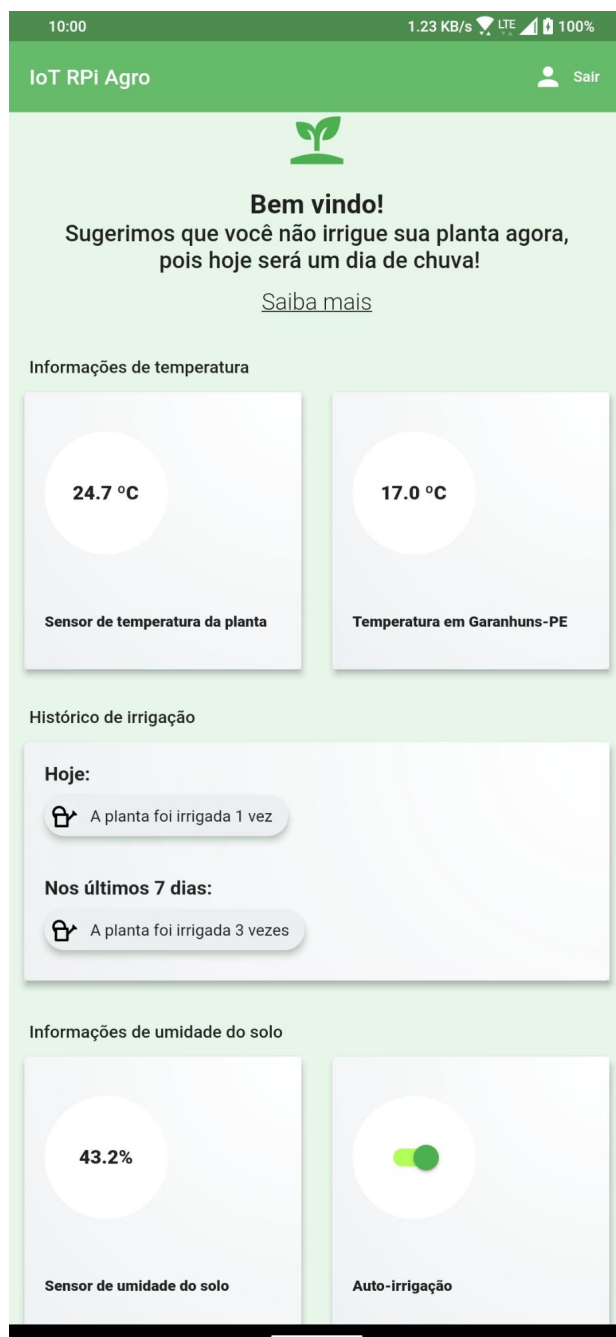 10:00
1.23 KB/s LTE 100%
IoT RPi Agro
Sair
Bem vindo!
Sugerimos que você não irrigue sua planta agora,
pois hoje será um dia de chuva!
Saiba mais
Informações de temperatura
24.7 ºC
Sensor de temperatura da planta
17.0 ºC
Temperatura em Garanhuns-PE
Histórico de irrigação
Hoje:
A planta foi irrigada 1 vez
Nos últimos 7 dias:
A planta foi irrigada 3 vezes
Informações de umidade do solo
43.2%
Sensor de umidade do solo
Auto-irrigação